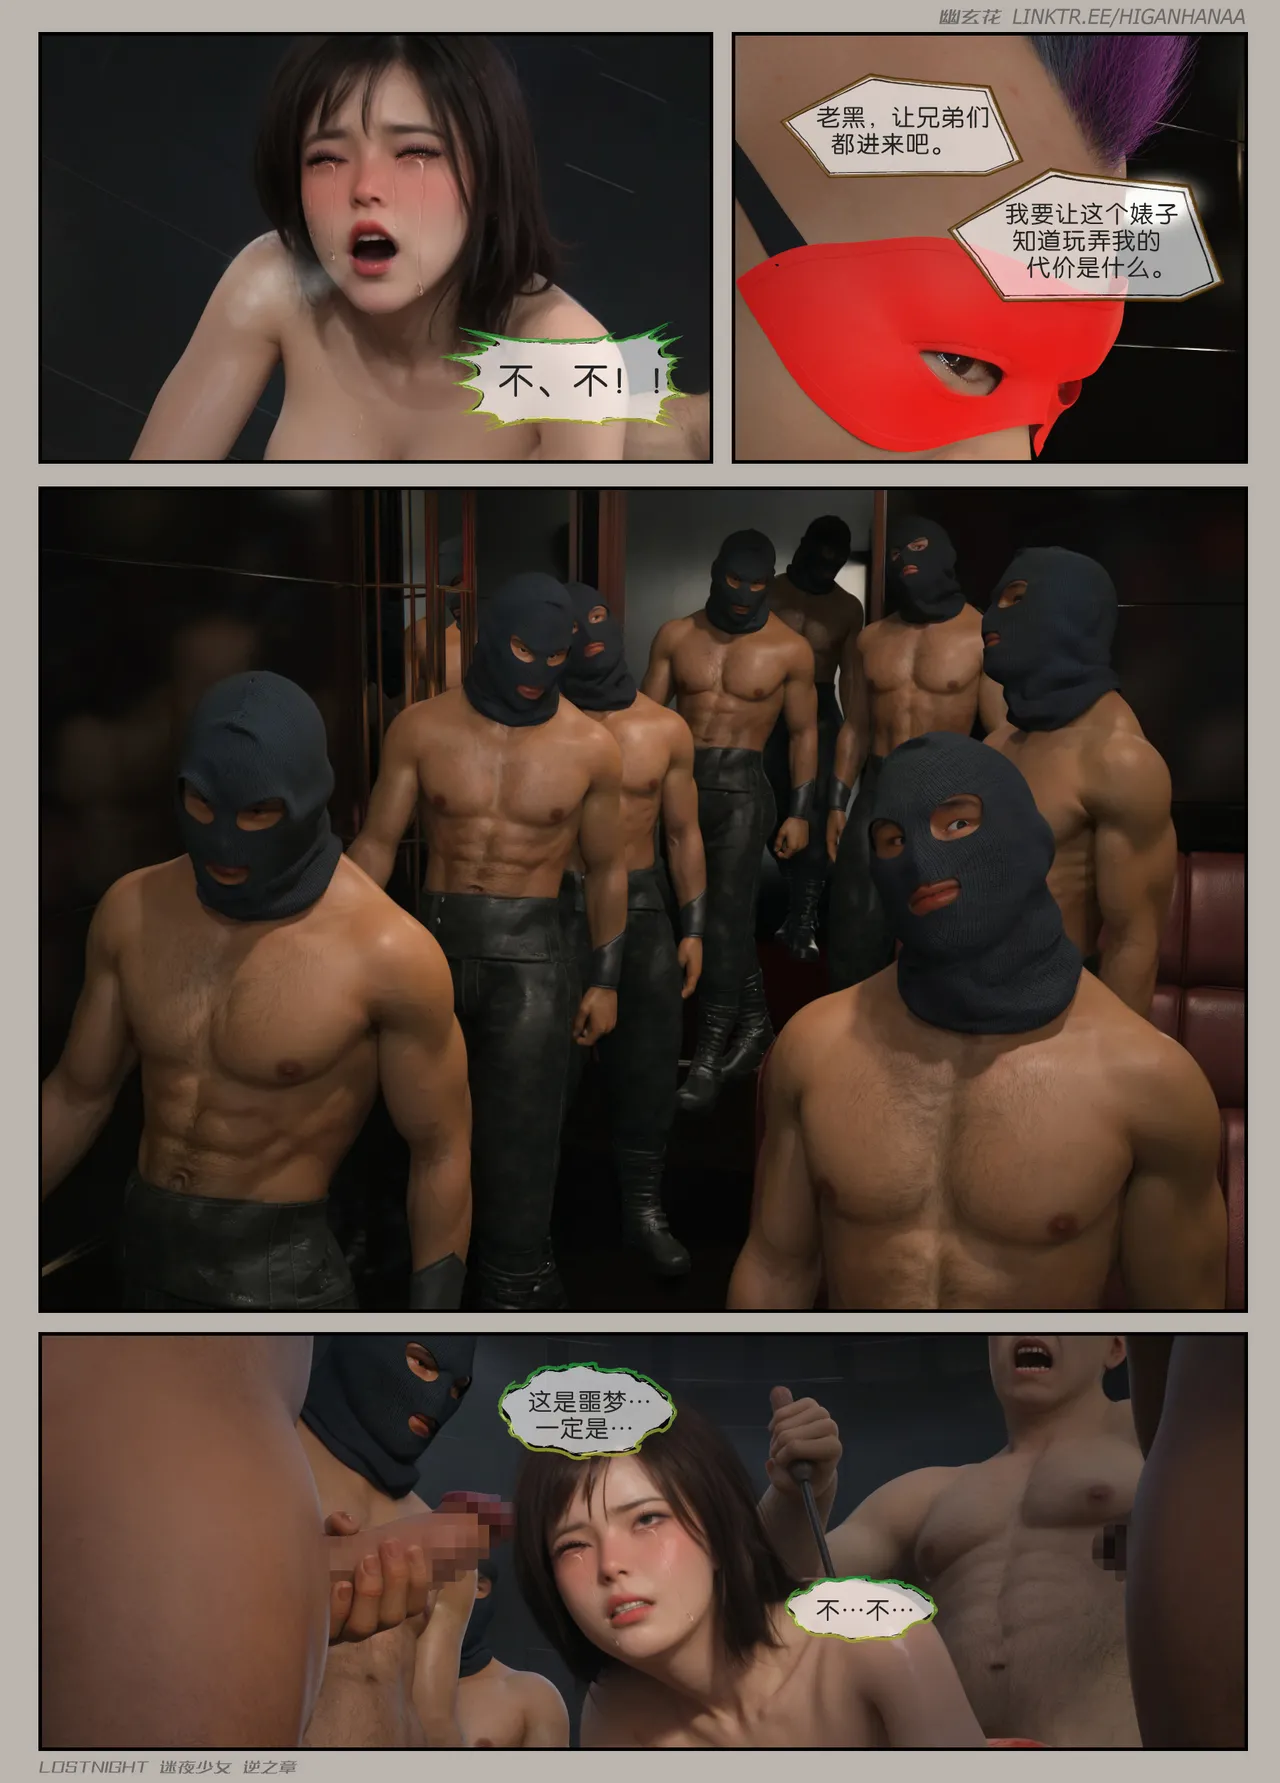 幽玄花 LINKTR.EE/HIGANHANAA
不、不！！
老黑，让兄弟们
都进来吧。
我要让这个婊子
知道玩弄我的
代价是什么。
这是噩梦…
一定是…
不…不…
LOSTNIGHT 迷夜少女 逆之章